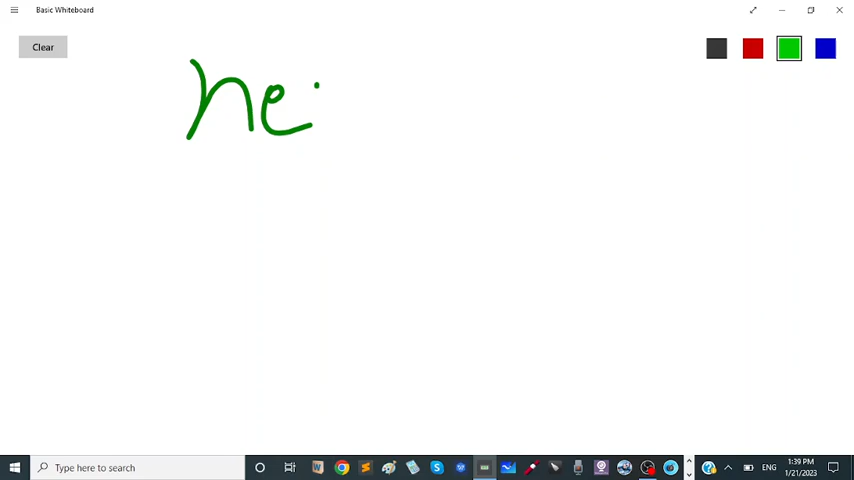 Basic Whiteboard
Clear
he
Type here to search
ENG
1:39 PM
1/21/2023